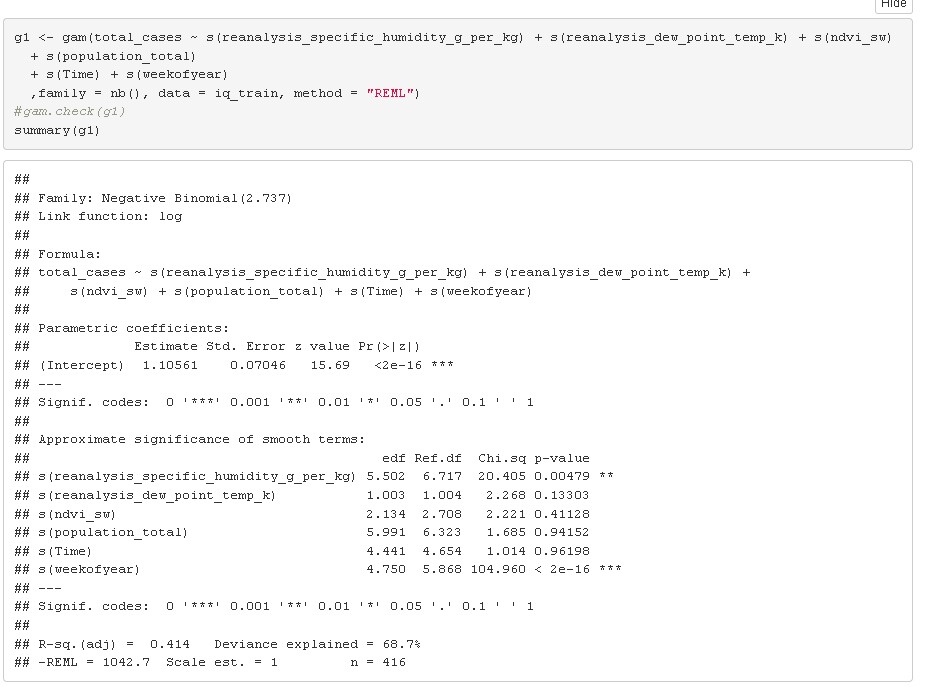 Hide
g1 <- gam(total_cases ~ s(reanalysis_specific_humidity_g_per_kg) + s(reanalysis_dew_point_temp_k) + s(ndvi_sw)
+ s(population_total)
+ s(Time) + s(weekofyear)
,family = nb(), data = iq_train, method = "REML")
#gam.check(g1)
summary(g1)
##
## Family: Negative Binomial(2.737)
## Link function: log
##
## Formula:
## total_cases ~ s(reanalysis_specific_humidity_g_per_kg) + s(reanalysis_dew_point_temp_k) +
## s(ndvi_sw) + s(population_total) + s(Time) + s(weekofyear)
##
## Parametric coefficients:
## Estimate Std. Error z value Pr(>|z|)
## (Intercept) 1.10561 0.07046 15.69 <2e-16 ***
## ---
## Signif. codes: 0 '***' 0.001 '**' 0.01 '*' 0.05 '.' 0.1 ' ' 1
##
## Approximate significance of smooth terms:
## edf Ref.df Chi.sq p-value
## s(reanalysis_specific_humidity_g_per_kg) 5.502 6.717 20.405 0.00479 **
## s(reanalysis_dew_point_temp_k) 1.003 1.004 2.268 0.13303
## s(ndvi_sw) 2.134 2.708 2.221 0.41128
## s(population_total) 5.991 6.323 1.685 0.94152
## s(Time) 4.441 4.654 1.014 0.96198
## s(weekofyear) 4.750 5.868 104.960 < 2e-16 ***
## ---
## Signif. codes: 0 '***' 0.001 '**' 0.01 '*' 0.05 '.' 0.1 ' ' 1
##
## R-sq.(adj) = 0.414 Deviance explained = 68.7%
## -REML = 1042.7 Scale est. = 1 n = 416